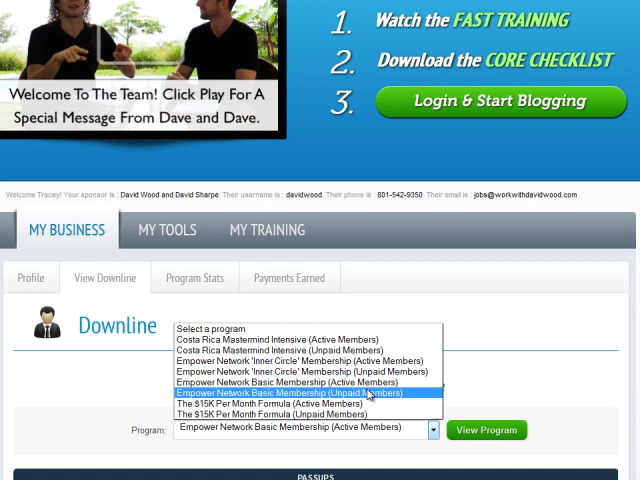 1. Watch the FAST TRAINING
2. Download the CORE CHECKLIST
3. Login & Start Blogging
Welcome To The Team! Click Play For A
Special Message From Dave and Dave.
Welcome Tracey! Your sponsor is : David Wood and David Sharpe. Their username is : davidwood. Their phone is : 801-542-9350. Their email is : jobs@workwithdavidwood.com
MY BUSINESS MY TOOLS MY TRAINING
Profile View Downline Program Stats Payments Earned
Downline
Select a program
Costa Rica Mastermind Intensive (Active Members)
Costa Rica Mastermind Intensive (Unpaid Members)
Empower Network 'Inner Circle' Membership (Active Members)
Empower Network 'Inner Circle' Membership (Unpaid Members)
Empower Network Basic Membership (Active Members)
Empower Network Basic Membership (Unpaid Members)
The $15K Per Month Formula (Active Members)
The $15K Per Month Formula (Unpaid Members)
Program: Empower Network Basic Membership (Active Members) View Program
PASSUPS